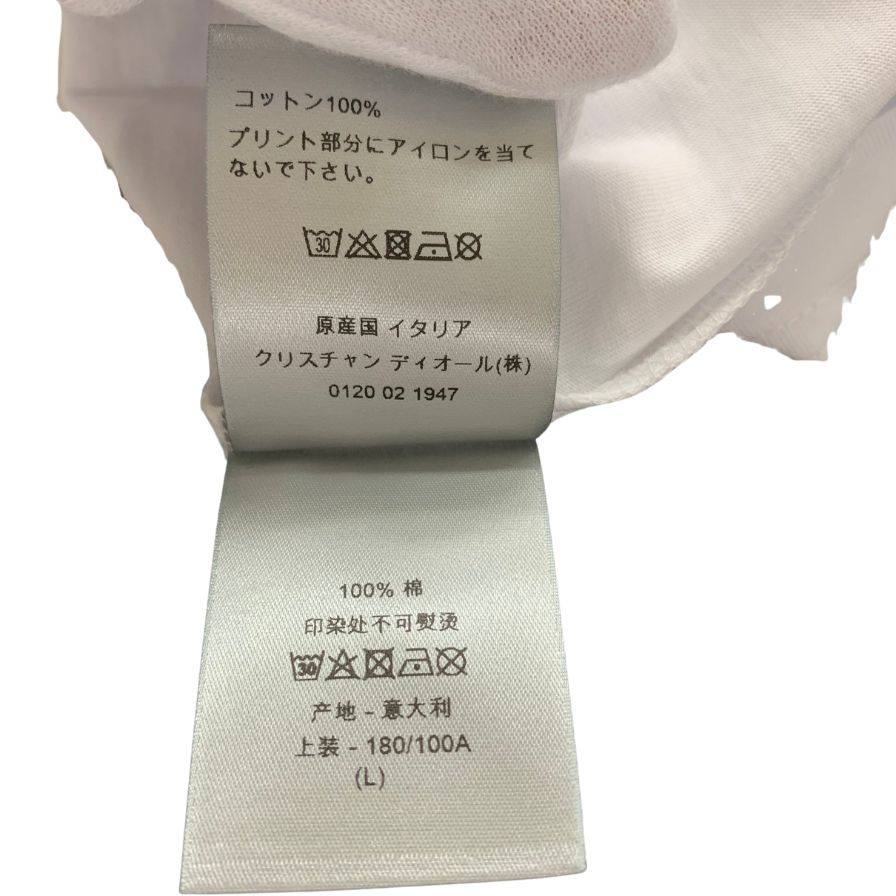 コットン100%
プリント部分にアイロンを当て
ないで下さい。
30
原産国 イタリア
クリスチャン ディオール(株)
0120 02 1947
100% 棉
印染处不可熨烫
30
产地 - 意大利
上装 - 180/100A
(L)